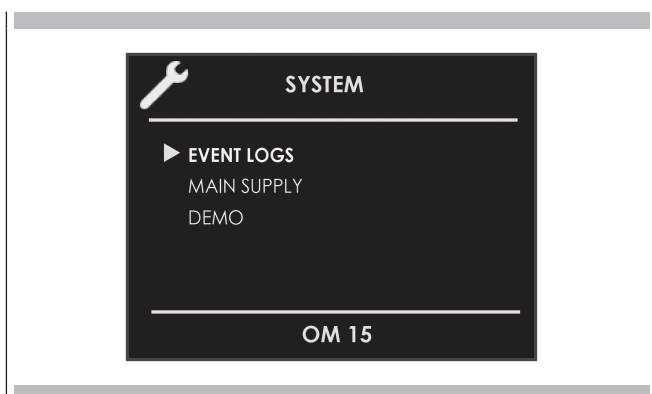 SYSTEM
EVENT LOGS
MAIN SUPPLY
DEMO
OM 15